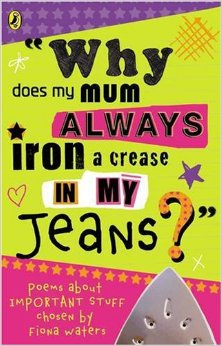 "Why
does my mum
ALWAYS
iron a crease
IN MY
Jeans?"
poems about
IMPORTANT STUFF
chosen by
Fiona Waters